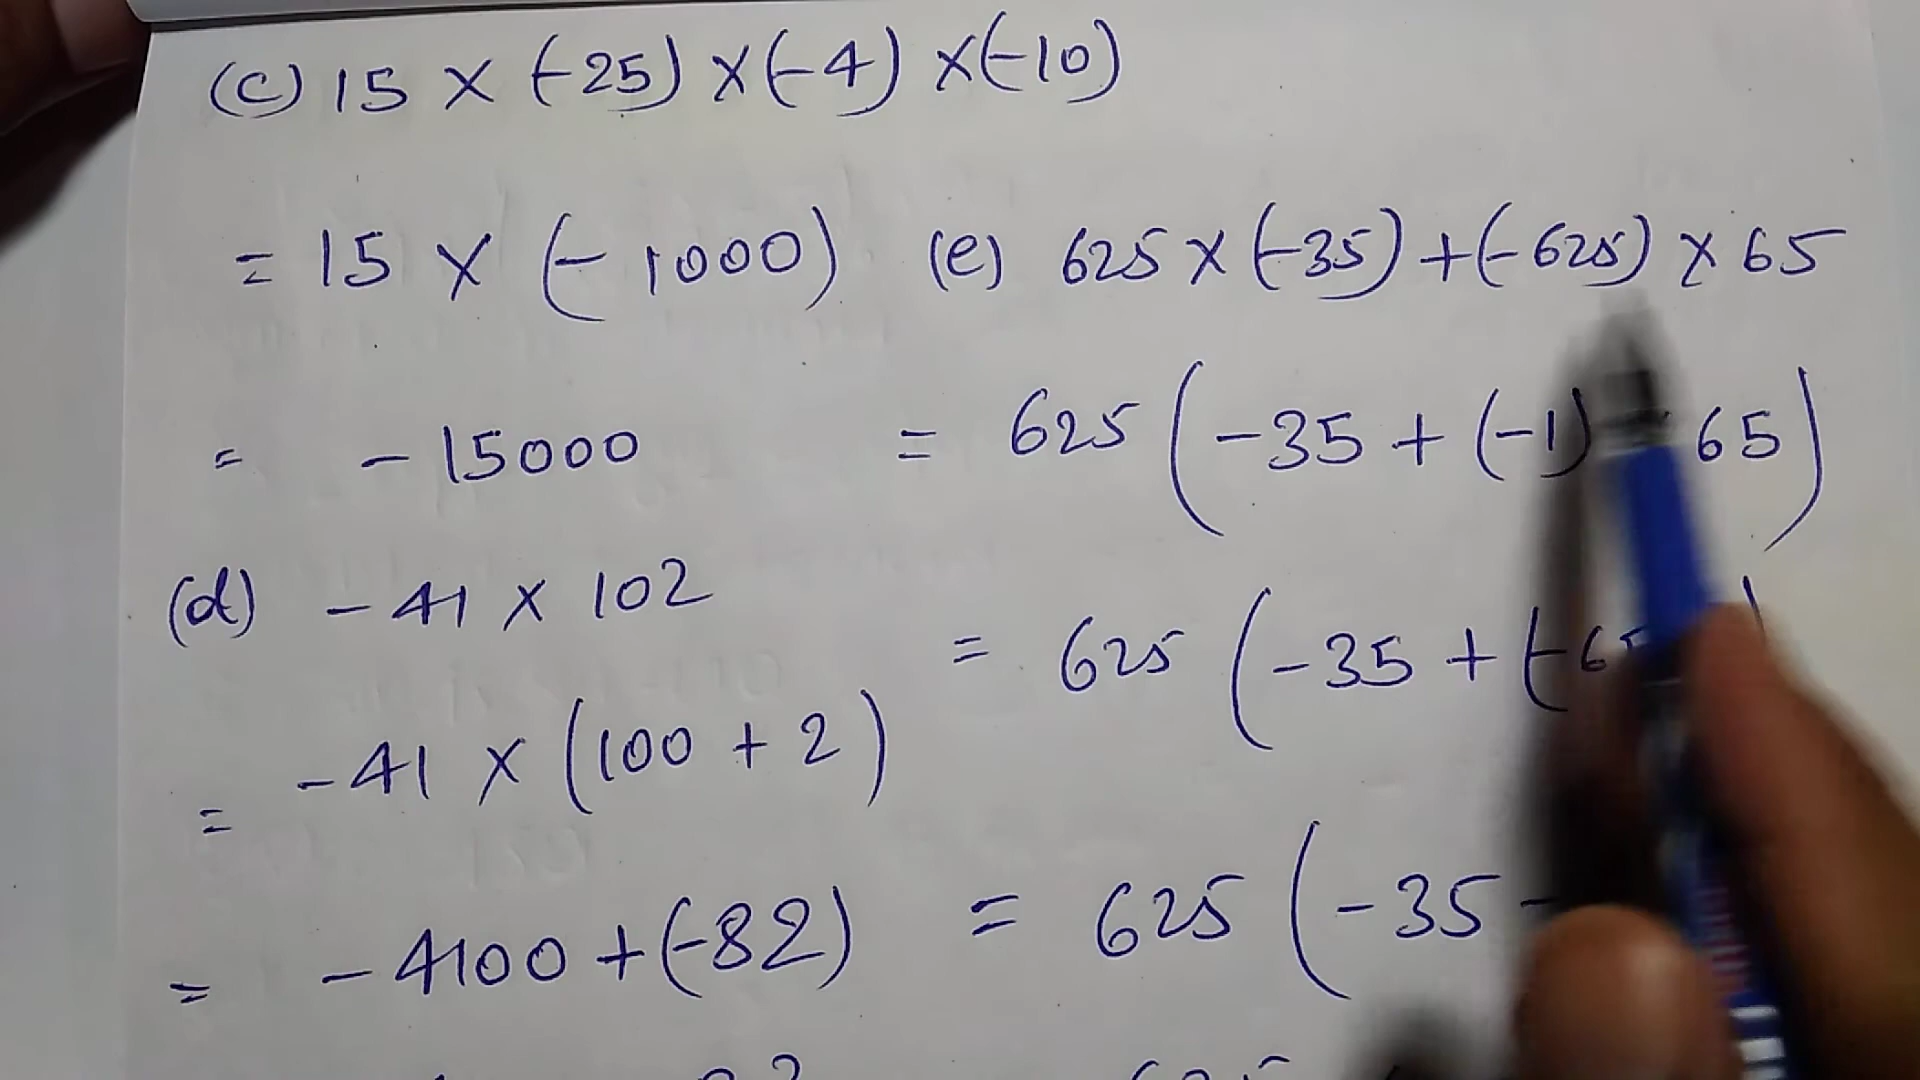 (c) 15 × (-25) × (-4) × (-10)
= 15 × (-1000)
= -15000
(d) -41 × 102
= -41 × (100 + 2)
= -4100 + (-82)
(e) 625 × (-35) + (-625) × 65
= 625 (-35 + (-1) 65)
= 625 (-35 + (-65)
= 625 (-35 -